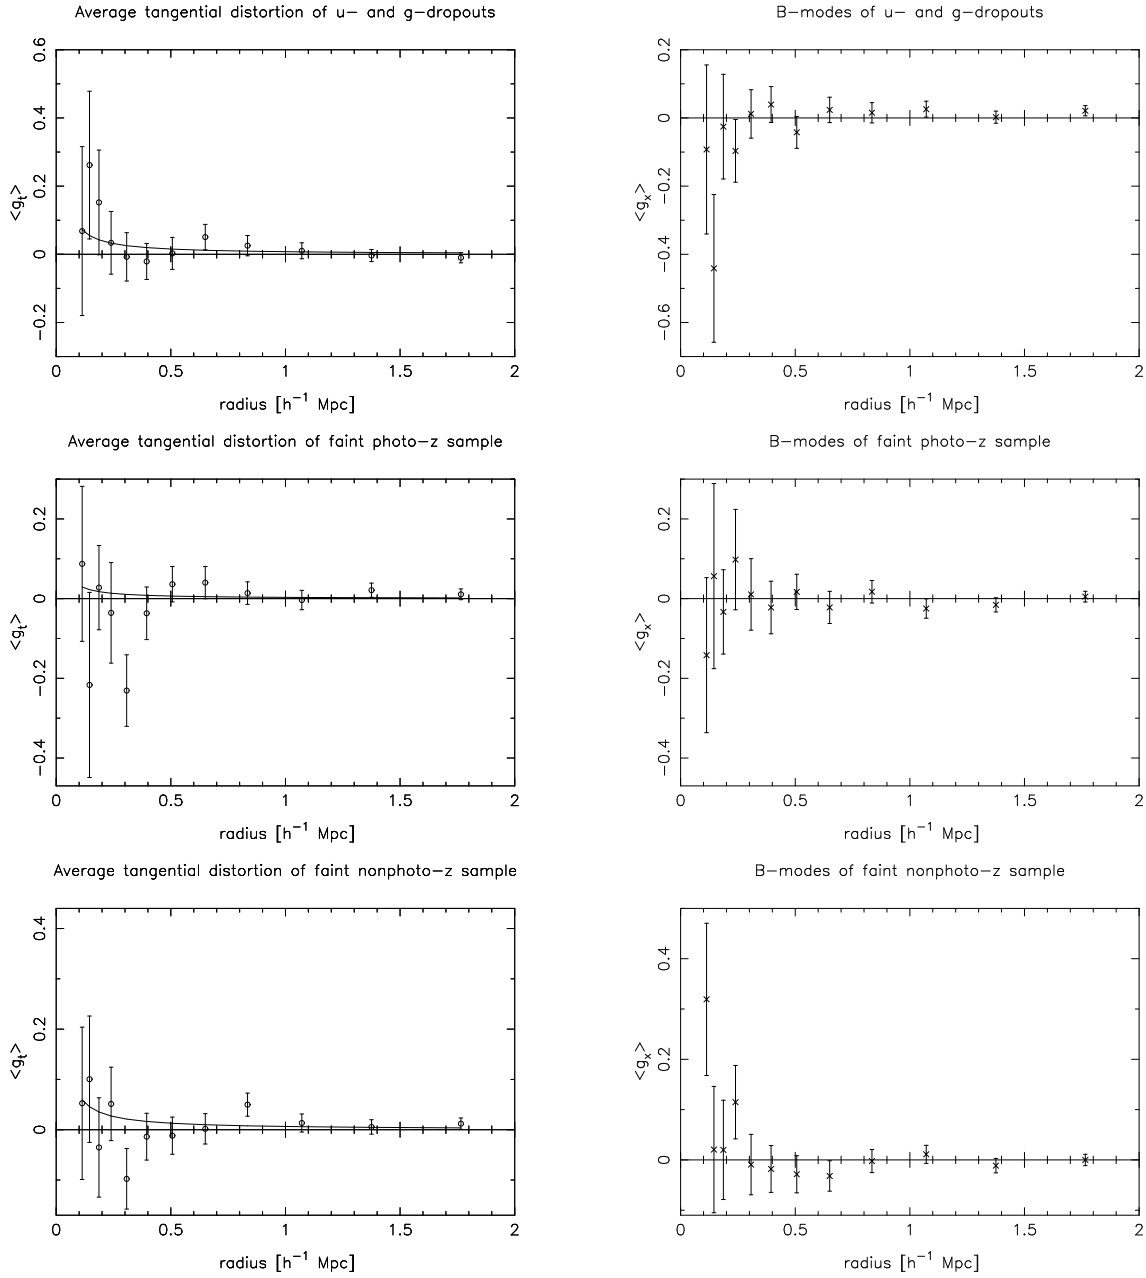 Average tangential distortion of u− and g−dropouts
<g_t>
0.6
0.4
0.2
0
−0.2
0 0.5 1 1.5 2
radius [h^−1 Mpc]
B−modes of u− and g−dropouts
<g_x>
0.2
0
−0.2
−0.4
−0.6
0 0.5 1 1.5 2
radius [h^−1 Mpc]
Average tangential distortion of faint photo−z sample
<g_t>
0.2
0
−0.2
−0.4
0 0.5 1 1.5 2
radius [h^−1 Mpc]
B−modes of faint photo−z sample
<g_x>
0.2
0
−0.2
−0.4
0 0.5 1 1.5 2
radius [h^−1 Mpc]
Average tangential distortion of faint nonphoto−z sample
<g_t>
0.4
0.2
0
0 0.5 1 1.5 2
radius [h^−1 Mpc]
B−modes of faint nonphoto−z sample
<g_x>
0.4
0.2
0
0 0.5 1 1.5 2
radius [h^−1 Mpc]